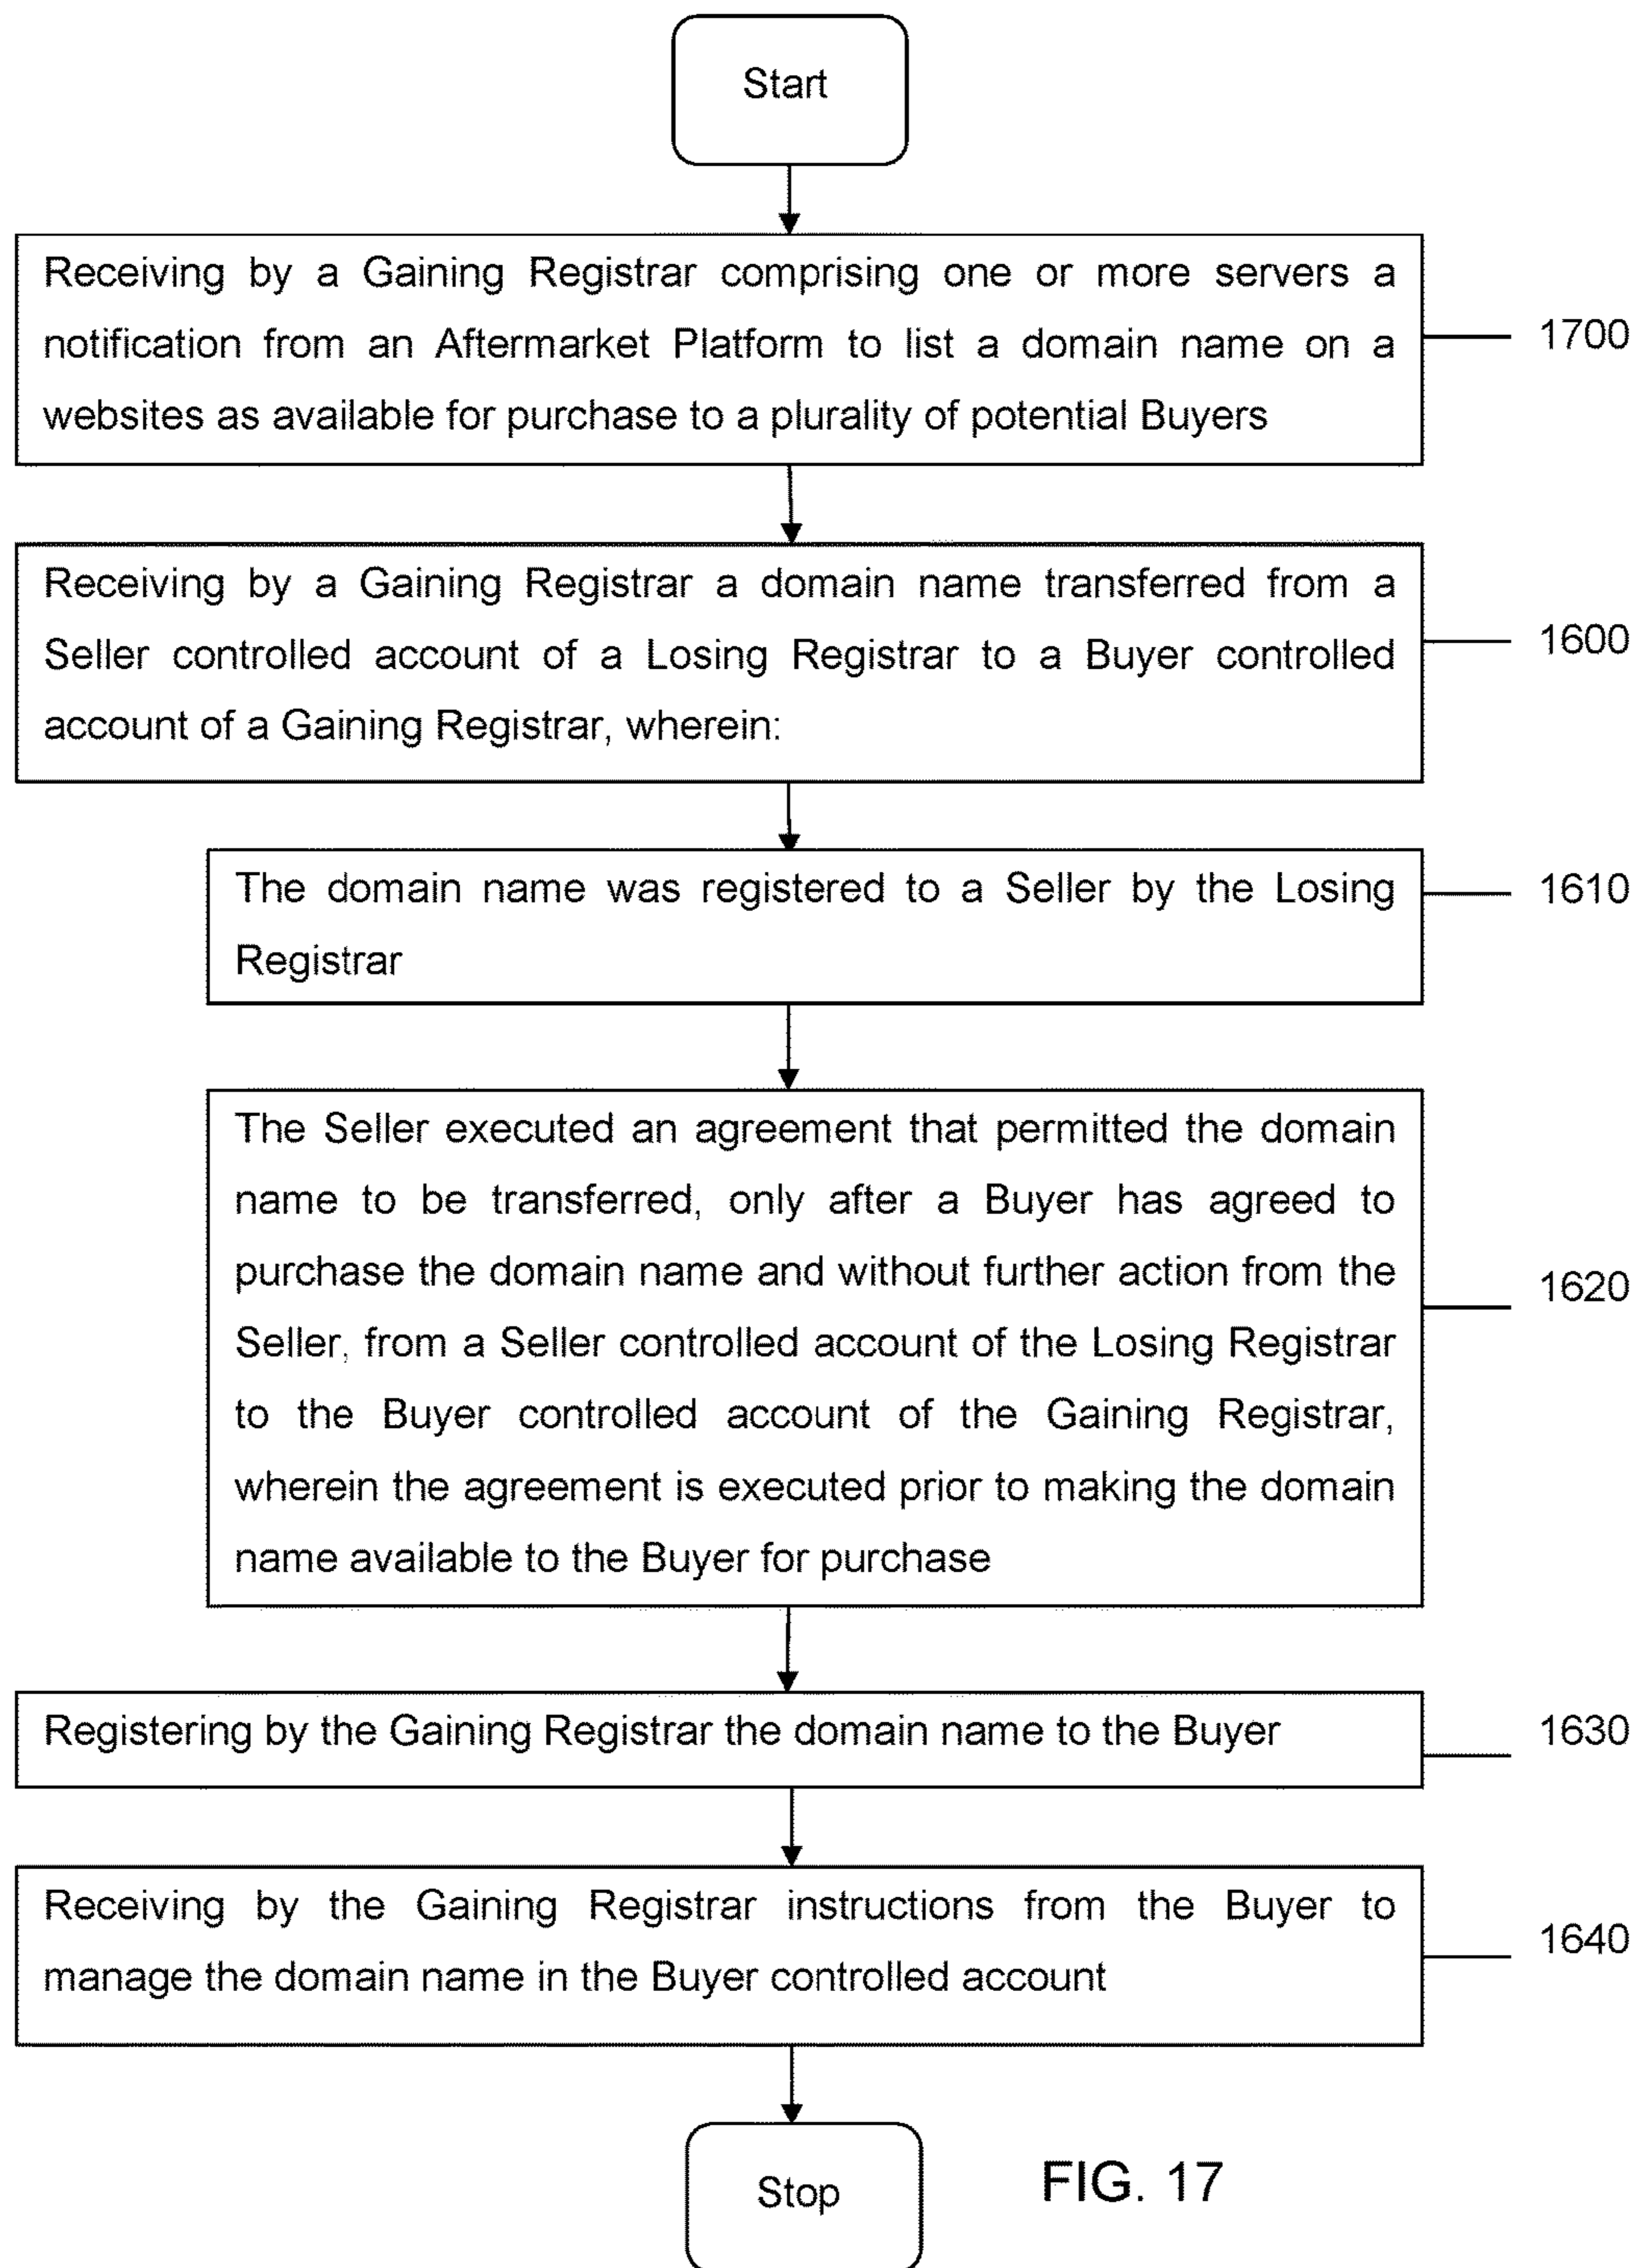 Start
Receiving by a Gaining Registrar comprising one or more servers a
notification from an Aftermarket Platform to list a domain name on a
websites as available for purchase to a plurality of potential Buyers
1700
Receiving by a Gaining Registrar a domain name transferred from a
Seller controlled account of a Losing Registrar to a Buyer controlled
account of a Gaining Registrar, wherein:
1600
The domain name was registered to a Seller by the Losing
Registrar
1610
The Seller executed an agreement that permitted the domain
name to be transferred, only after a Buyer has agreed to
purchase the domain name and without further action from the
Seller, from a Seller controlled account of the Losing Registrar
to the Buyer controlled account of the Gaining Registrar,
wherein the agreement is executed prior to making the domain
name available to the Buyer for purchase
1620
Registering by the Gaining Registrar the domain name to the Buyer
1630
Receiving by the Gaining Registrar instructions from the Buyer to
manage the domain name in the Buyer controlled account
1640
Stop
FIG. 17